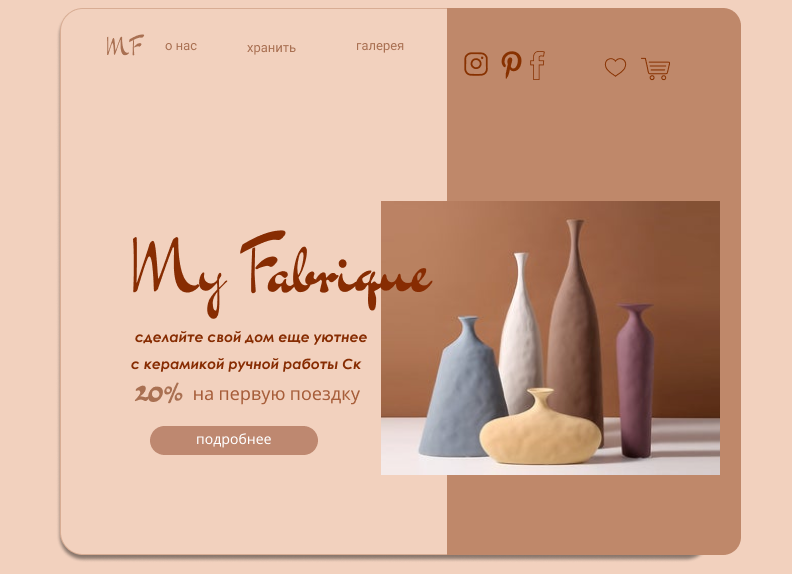 MF о нас хранить галерея
My Fabrique
сделайте свой дом еще уютнее
с керамикой ручной работы Ск
20% на первую поездку
подробнее